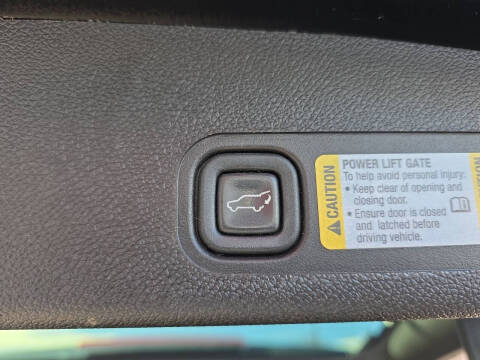 CAUTION
POWER LIFT GATE
To help avoid personal injury:
• Keep clear of opening and
closing door.
• Ensure door is closed
and latched before
driving vehicle.